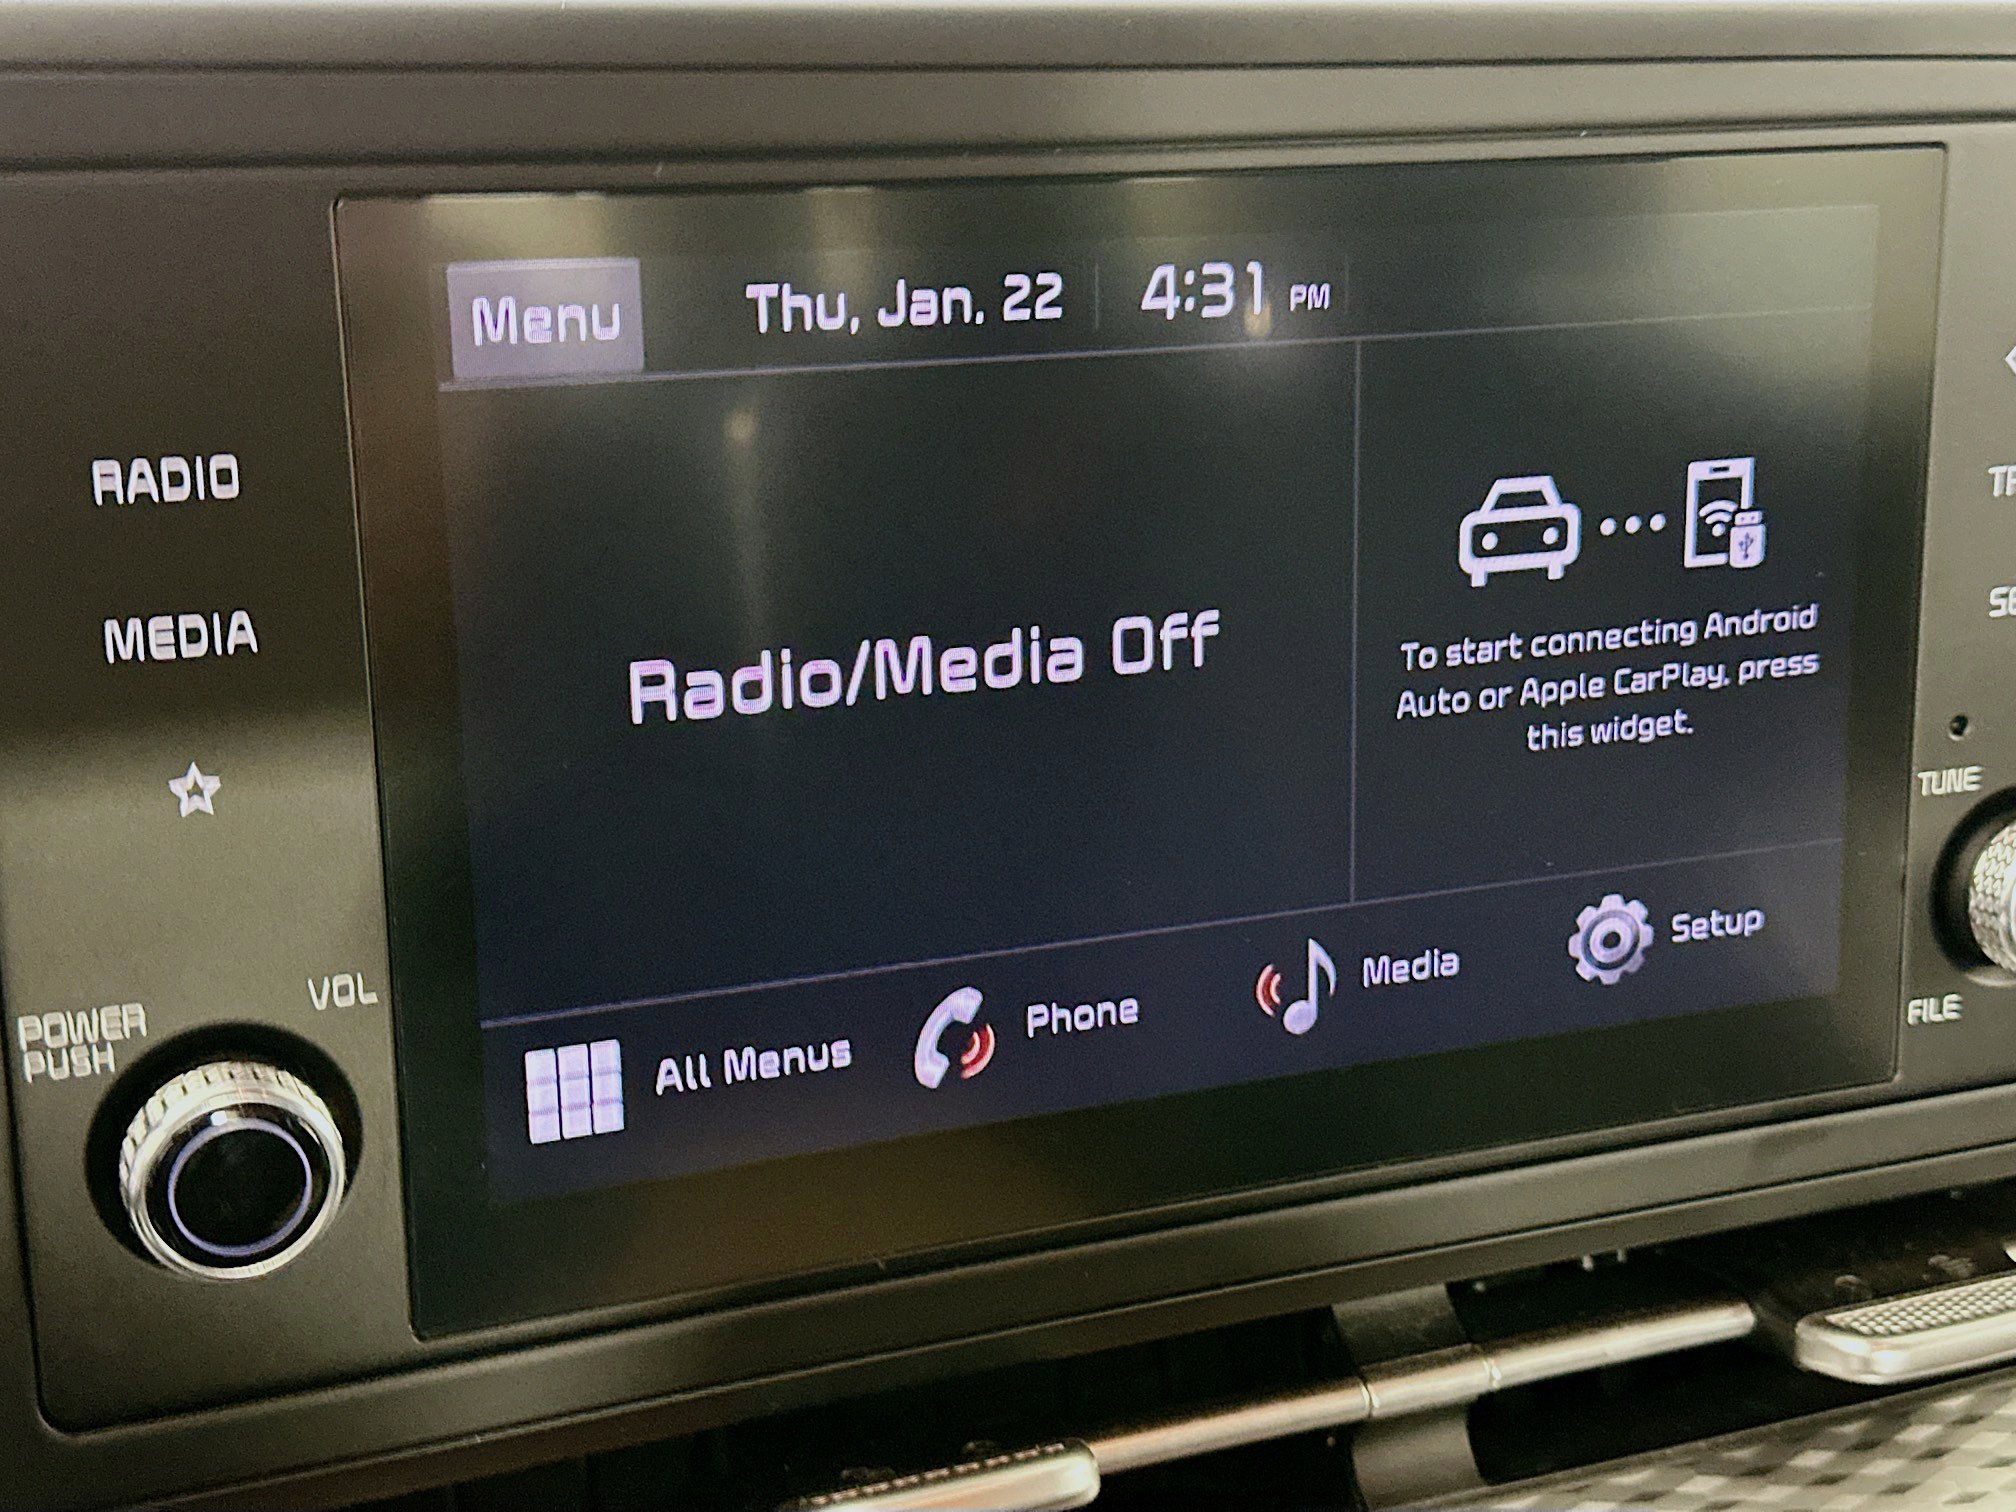 Menu
Thu, Jan. 22
4:31 PM
RADIO
MEDIA
Radio/Media Off
To start connecting Android
Auto or Apple CarPlay, press
this widget.
TUNE
FILE
VOL
POWER
PUSH
All Menus
Phone
Media
Setup